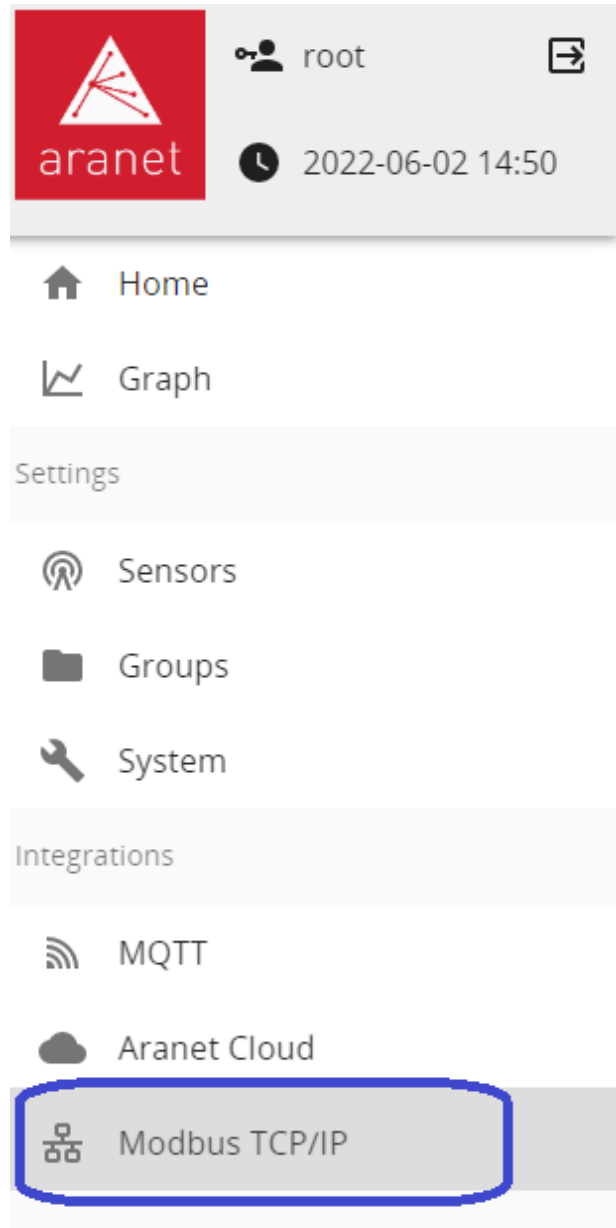 aranet
root
2022-06-02 14:50
Home
Graph
Settings
Sensors
Groups
System
Integrations
MQTT
Aranet Cloud
Modbus TCP/IP